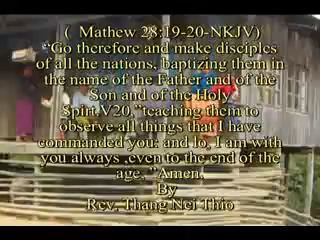 ( Mathew 28:19-20-NKJV)
“Go therefore and make disciples
of all the nations, baptizing them in
the name of the Father and of the
Son and of the Holy
Spirt.V20,”teaching them to
observe all things that I have
commanded you: and lo, I am with
you always ,even to the end of the
age,”Amen.
By
Rev. Thang Nei Thio